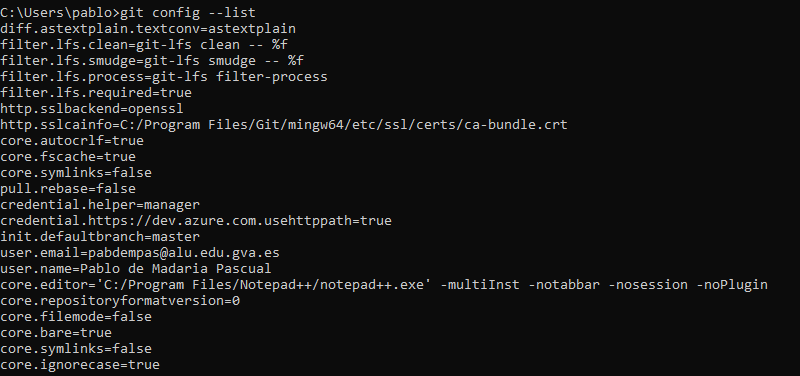 C:\Users\pablo>git config --list
diff.astextplain.textconv=astextplain
filter.lfs.clean=git-lfs clean -- %f
filter.lfs.smudge=git-lfs smudge -- %f
filter.lfs.process=git-lfs filter-process
filter.lfs.required=true
http.sslbackend=openssl
http.sslcainfo=C:/Program Files/Git/mingw64/etc/ssl/certs/ca-bundle.crt
core.autocrlf=true
core.fscache=true
core.symlinks=false
pull.rebase=false
credential.helper=manager
credential.https://dev.azure.com.usehttppath=true
init.defaultbranch=master
user.email=pabdempas@alu.edu.gva.es
user.name=Pablo de Madaria Pascual
core.editor='C:/Program Files/Notepad++/notepad++.exe' -multiInst -notabbar -nosession -noPlugin
core.repositoryformatversion=0
core.filemode=false
core.bare=true
core.symlinks=false
core.ignorecase=true